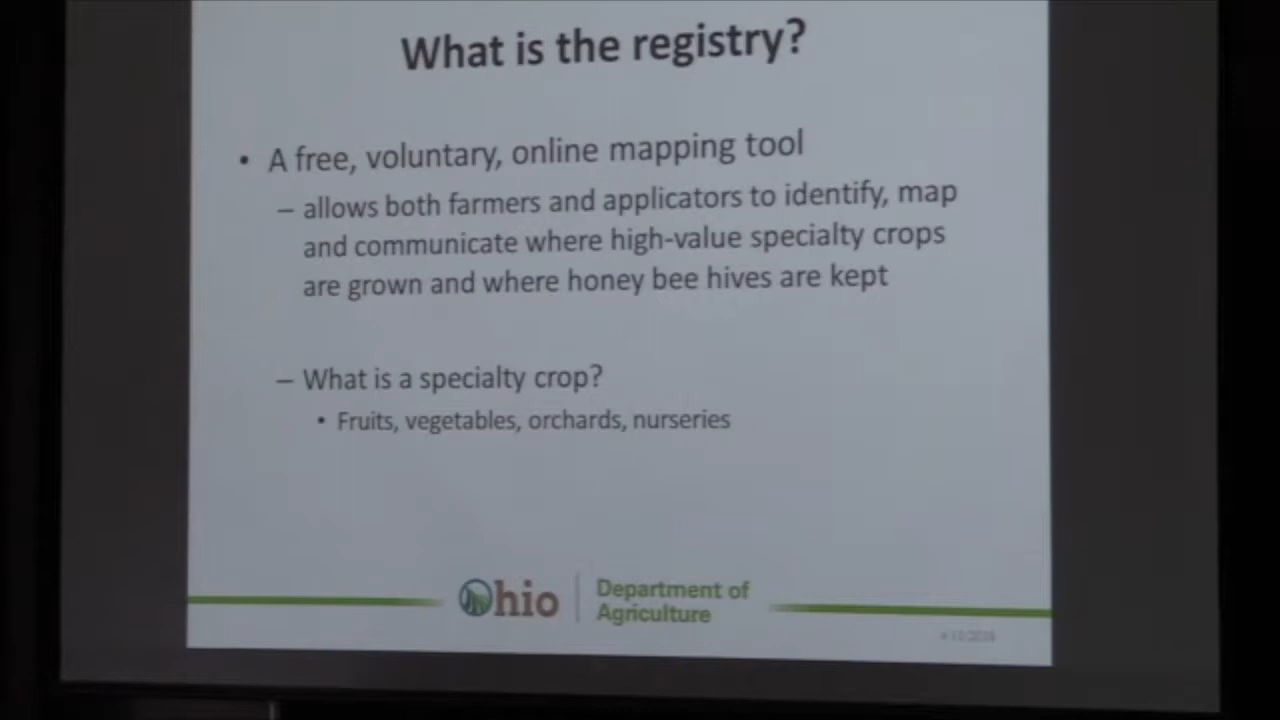 What is the registry?
• A free, voluntary, online mapping tool
– allows both farmers and applicators to identify, map
and communicate where high-value specialty crops
are grown and where honey bee hives are kept
– What is a specialty crop?
• Fruits, vegetables, orchards, nurseries
Ohio
Department of
Agriculture